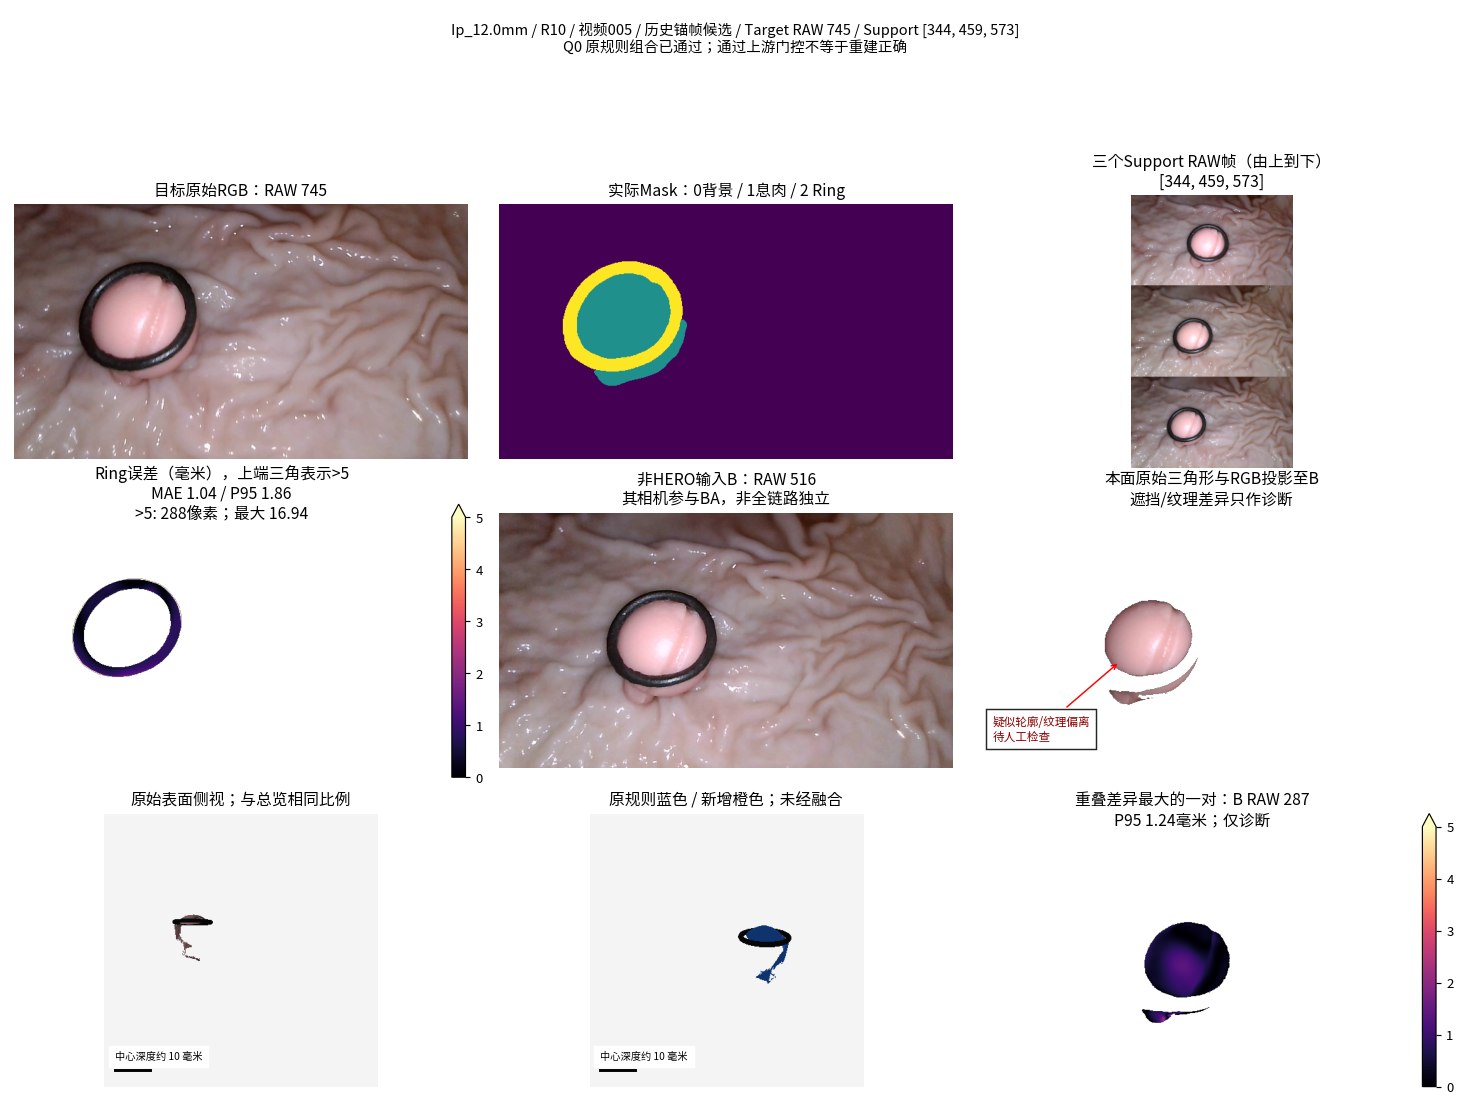 Ip_12.0mm / R10 / 视频005 / 历史锚帧候选 / Target RAW 745 / Support [344, 459, 573]
Q0 原规则组合已通过；通过上游门控不等于重建正确
目标原始RGB：RAW 745
实际Mask：0背景 / 1息肉 / 2 Ring
三个Support RAW帧（由上到下）
[344, 459, 573]
Ring误差（毫米），上端三角表示>5
MAE 1.04 / P95 1.86
>5: 288像素；最大 16.94
5
4
3
2
1
0
非HERO输入B：RAW 516
其相机参与BA，非全链路独立
本面原始三角形与RGB投影至B
遮挡/纹理差异只作诊断
疑似轮廓/纹理偏离
待人工检查
原始表面侧视；与总览相同比例
中心深度约 10 毫米
原规则蓝色 / 新增橙色；未经融合
中心深度约 10 毫米
重叠差异最大的一对：B RAW 287
P95 1.24毫米；仅诊断
5
4
3
2
1
0